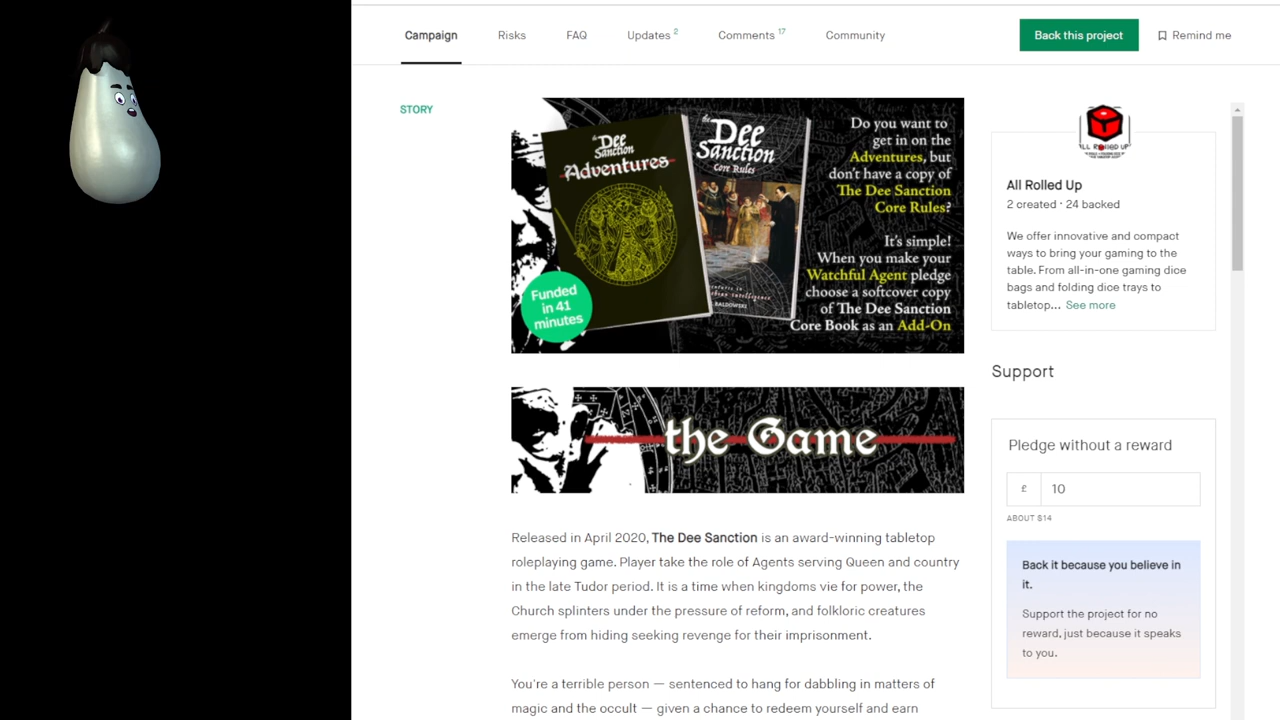 Campaign
Risks
FAQ
Updates 2
Comments 17
Community
Back this project
Remind me
STORY
the
Dee
Sanction
Adventures
the
Dee
Sanction
Core Rules
BALDOWSKI
Funded
in 41
minutes
Do you want to
get in on the
Adventures, but
don't have a copy of
The Dee Sanction
Core Rules?
It's simple!
When you make your
Watchful Agent pledge
choose a softcover copy
of The Dee Sanction
Core Book as an Add-On
the Game
Released in April 2020, The Dee Sanction is an award-winning tabletop
roleplaying game. Player take the role of Agents serving Queen and country
in the late Tudor period. It is a time when kingdoms vie for power, the
Church splinters under the pressure of reform, and folkloric creatures
emerge from hiding seeking revenge for their imprisonment.
You're a terrible person — sentenced to hang for dabbling in matters of
magic and the occult — given a chance to redeem yourself and earn
ALL ROLLED UP
All Rolled Up
2 created · 24 backed
We offer innovative and compact
ways to bring your gaming to the
table. From all-in-one gaming dice
bags and folding dice trays to
tabletop... See more
Support
Pledge without a reward
£ 10
ABOUT $14
Back it because you believe in
it.
Support the project for no
reward, just because it speaks
to you.